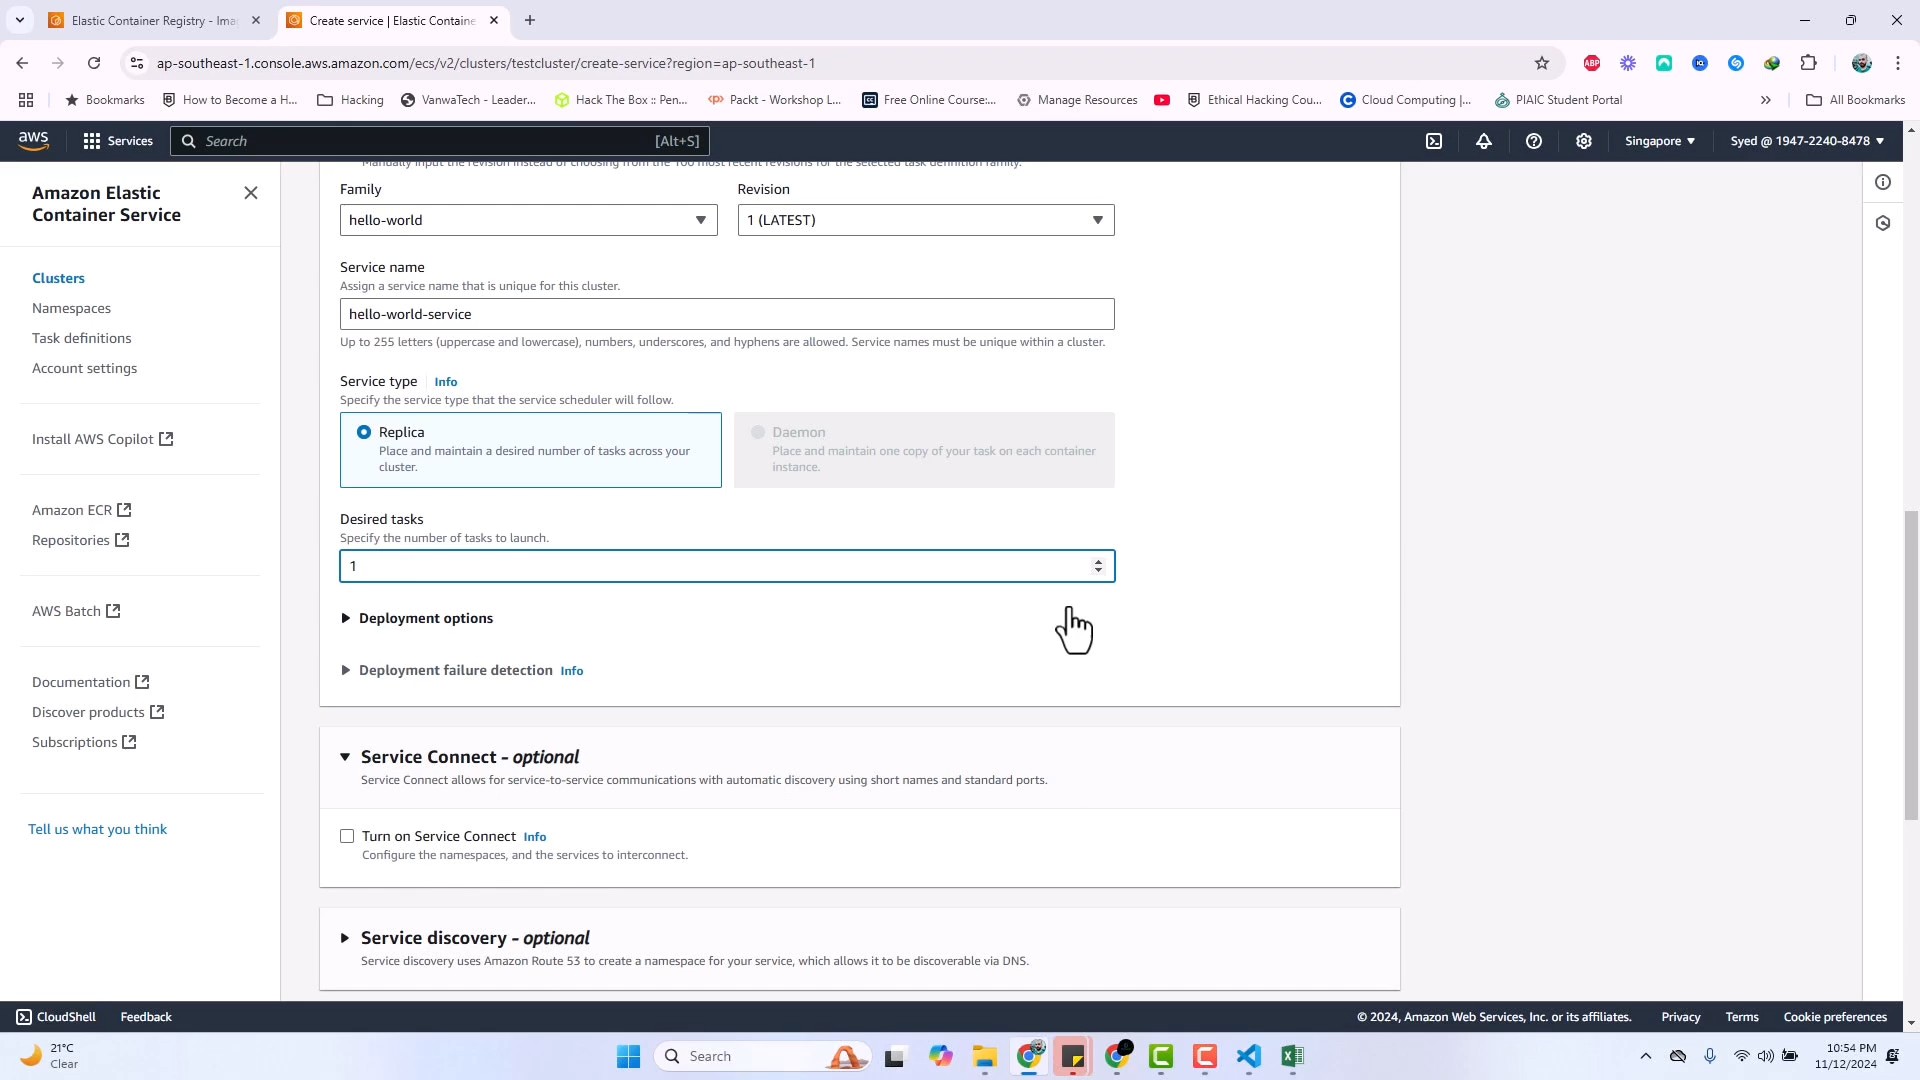 Elastic Container Registry - Ima
Create service | Elastic Containe
ap-southeast-1.console.aws.amazon.com/ecs/v2/clusters/testcluster/create-service?region=ap-southeast-1
ABP
Bookmarks
How to Become a H...
Hacking
VanwaTech - Leader...
Hack The Box :: Pen...
Packt - Workshop L...
Free Online Course:...
Manage Resources
Ethical Hacking Cou...
Cloud Computing |...
PIAIC Student Portal
All Bookmarks
aws
Services
Search
[Alt+S]
Singapore
Syed @ 1947-2240-8478
Amazon Elastic
Container Service
Clusters
Namespaces
Task definitions
Account settings
Install AWS Copilot
Amazon ECR
Repositories
AWS Batch
Documentation
Discover products
Subscriptions
Tell us what you think
Manually input the revision instead of choosing from the 100 most recent revisions for the selected task definition family.
Family
Revision
hello-world
1 (LATEST)
Service name
Assign a service name that is unique for this cluster.
hello-world-service
Up to 255 letters (uppercase and lowercase), numbers, underscores, and hyphens are allowed. Service names must be unique within a cluster.
Service type
Info
Specify the service type that the service scheduler will follow.
Replica
Place and maintain a desired number of tasks across your
cluster.
Daemon
Place and maintain one copy of your task on each container
instance.
Desired tasks
Specify the number of tasks to launch.
1
Deployment options
Deployment failure detection Info
Service Connect - optional
Service Connect allows for service-to-service communications with automatic discovery using short names and standard ports.
Turn on Service Connect Info
Configure the namespaces, and the services to interconnect.
Service discovery - optional
Service discovery uses Amazon Route 53 to create a namespace for your service, which allows it to be discoverable via DNS.
CloudShell
Feedback
© 2024, Amazon Web Services, Inc. or its affiliates.
Privacy
Terms
Cookie preferences
21°C
Clear
Search
10:54 PM
11/12/2024